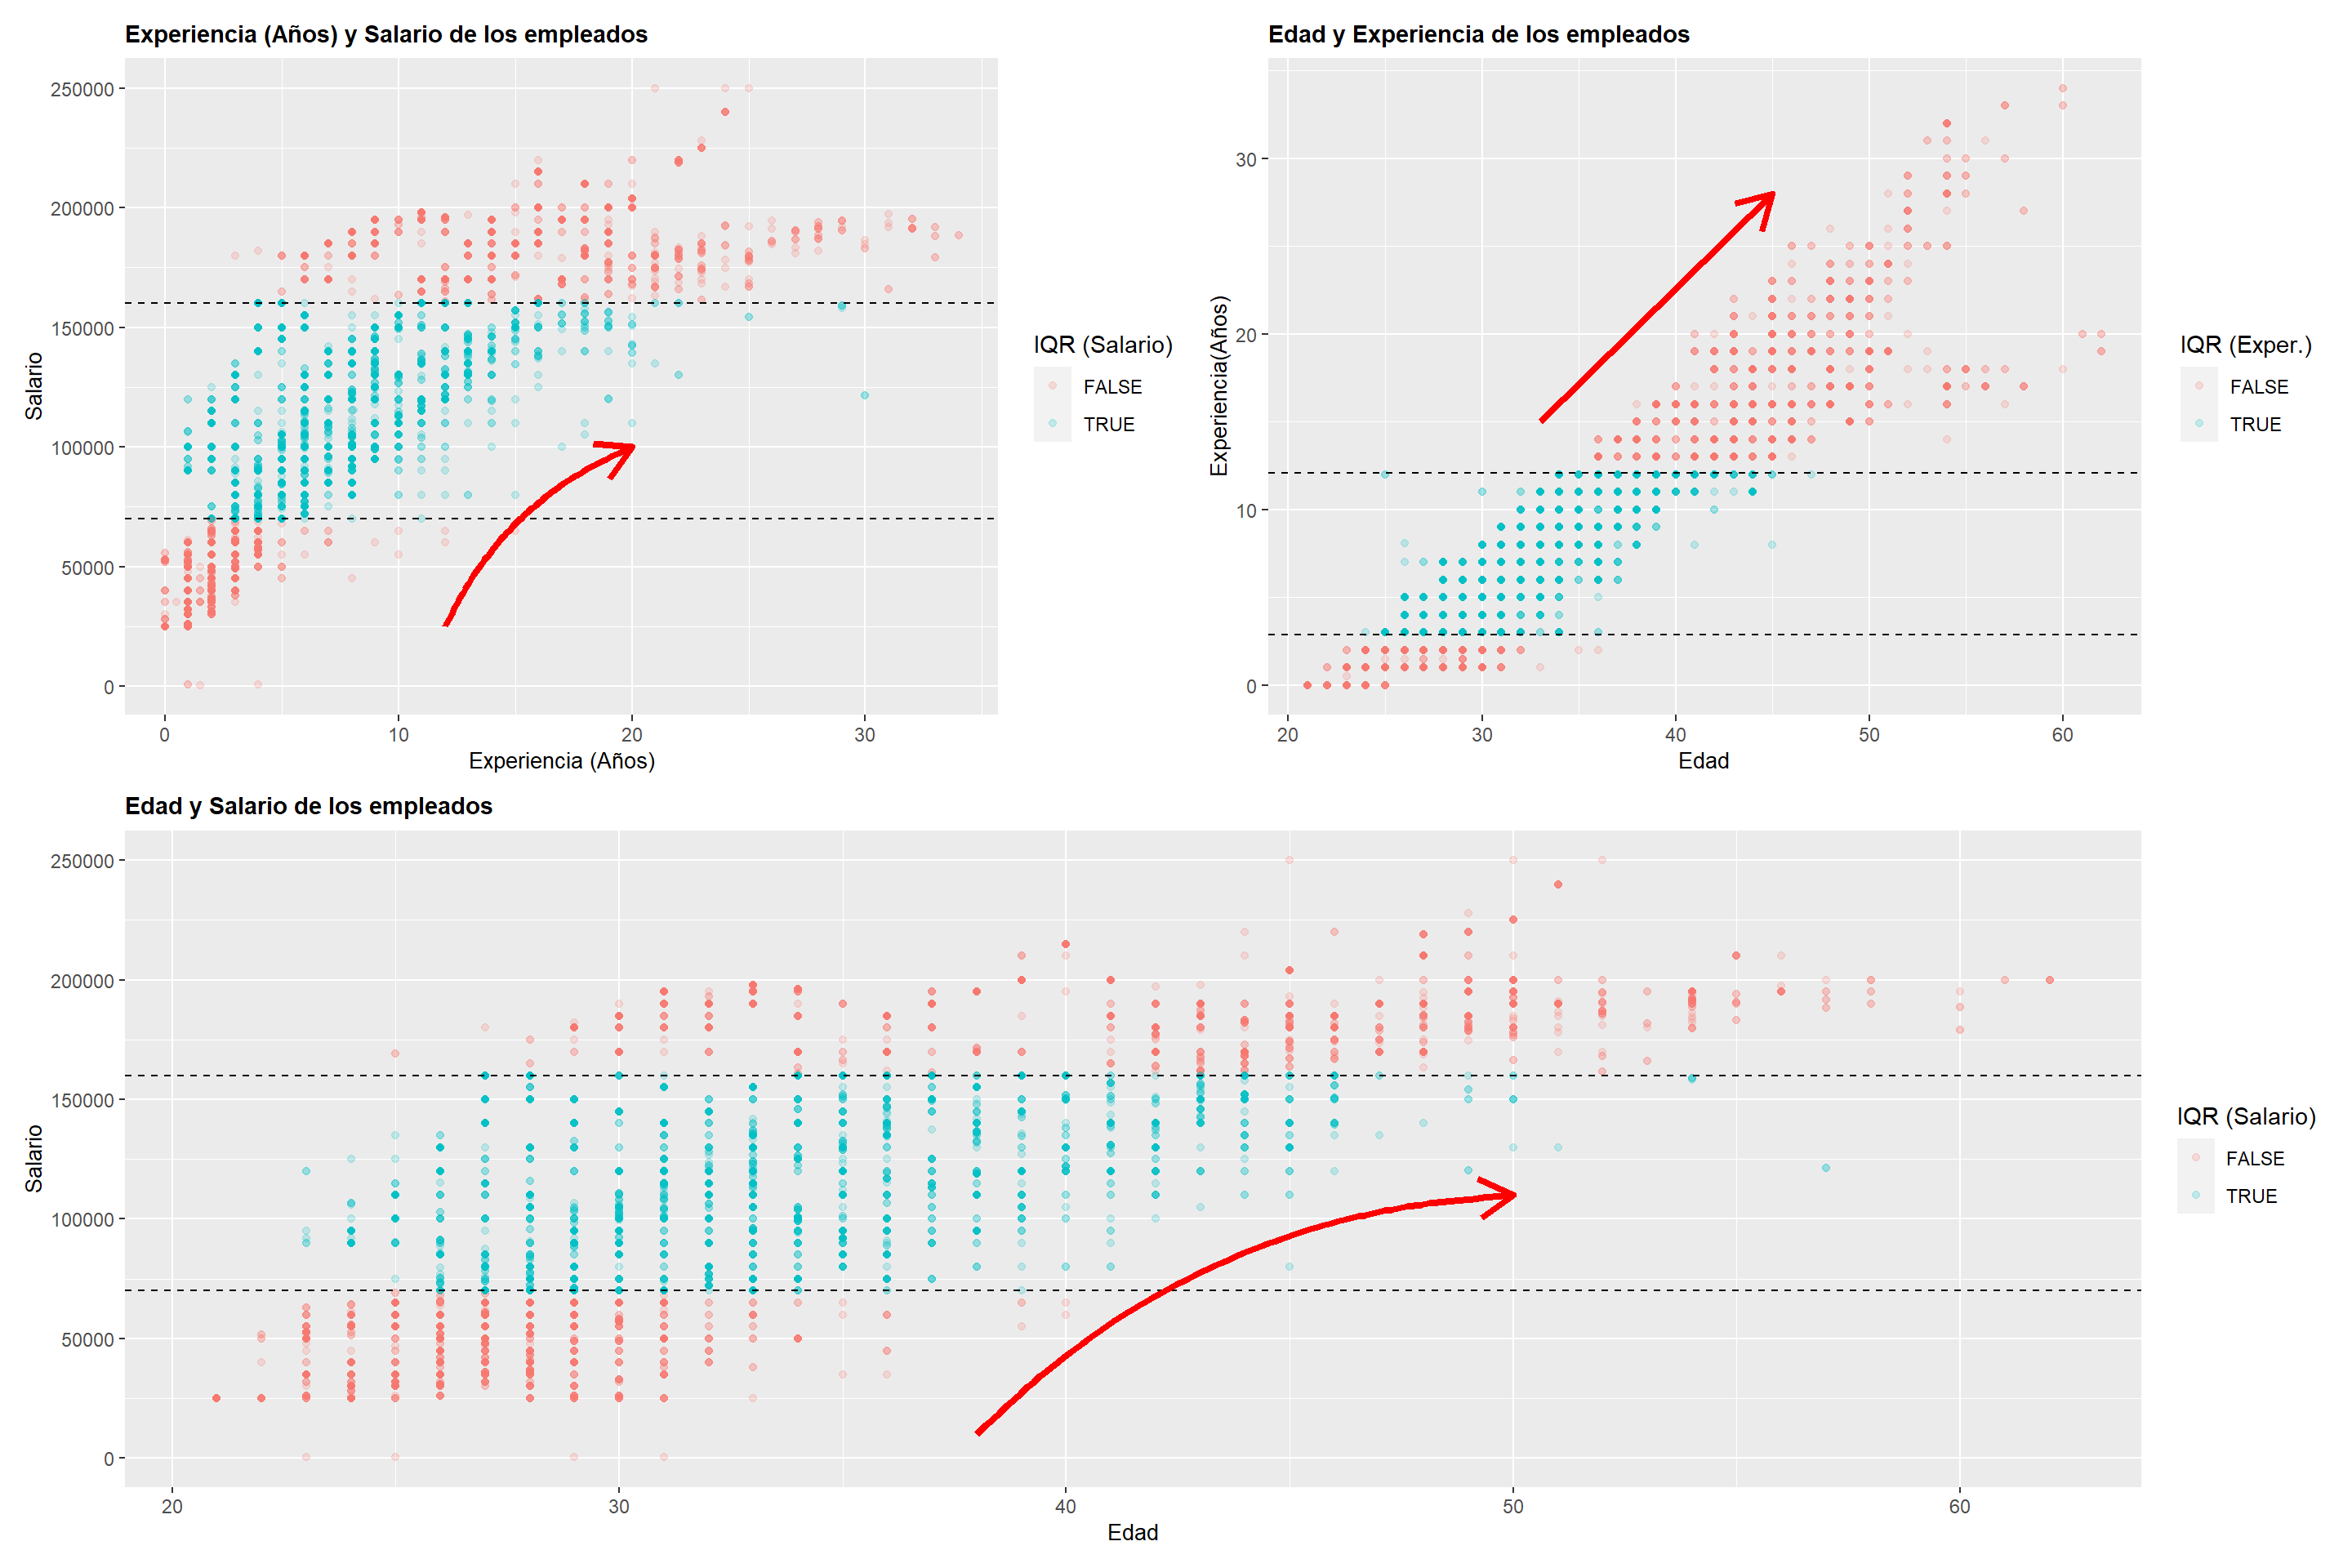 Experiencia (Años) y Salario de los empleados
250000
200000
150000
100000
50000
0
Salario
0 10 20 30
Experiencia (Años)
IQR (Salario)
FALSE
TRUE
Edad y Experiencia de los empleados
30
20
10
0
Experiencia(Años)
20 30 40 50 60
Edad
IQR (Exper.)
FALSE
TRUE
Edad y Salario de los empleados
250000
200000
150000
100000
50000
0
Salario
20 30 40 50 60
Edad
IQR (Salario)
FALSE
TRUE